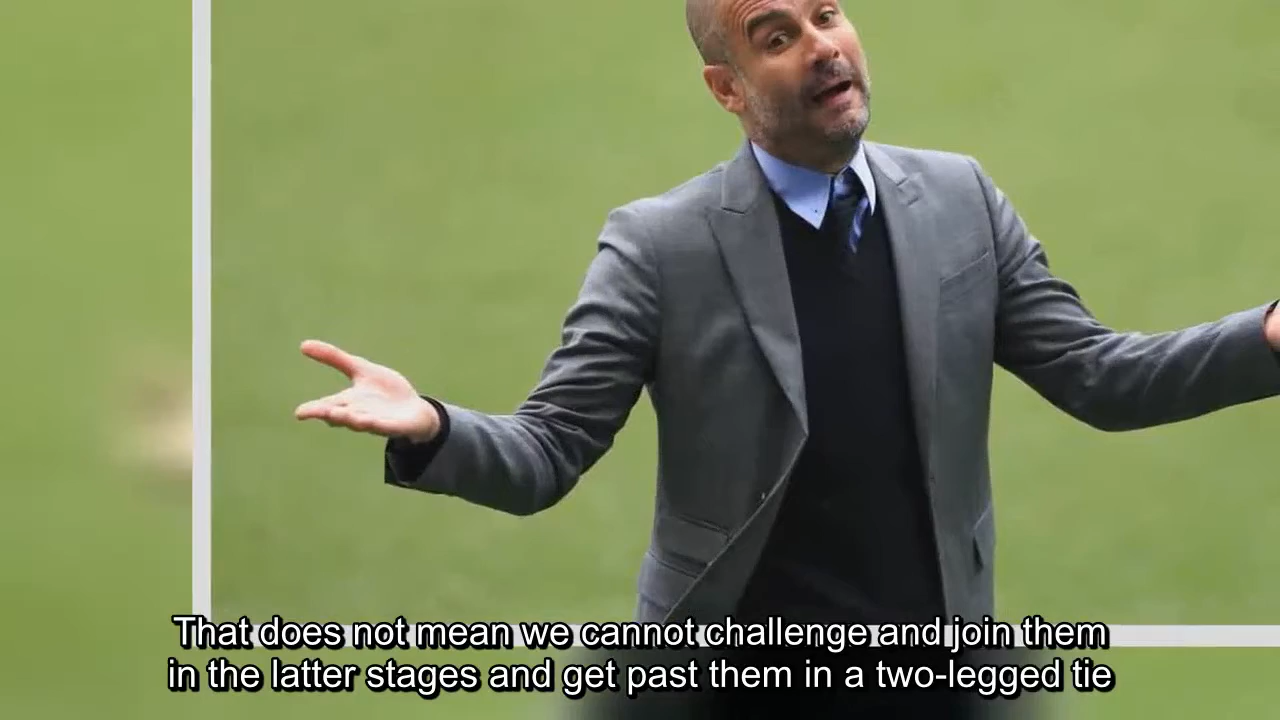 That does not mean we cannot challenge and join them
in the latter stages and get past them in a two-legged tie